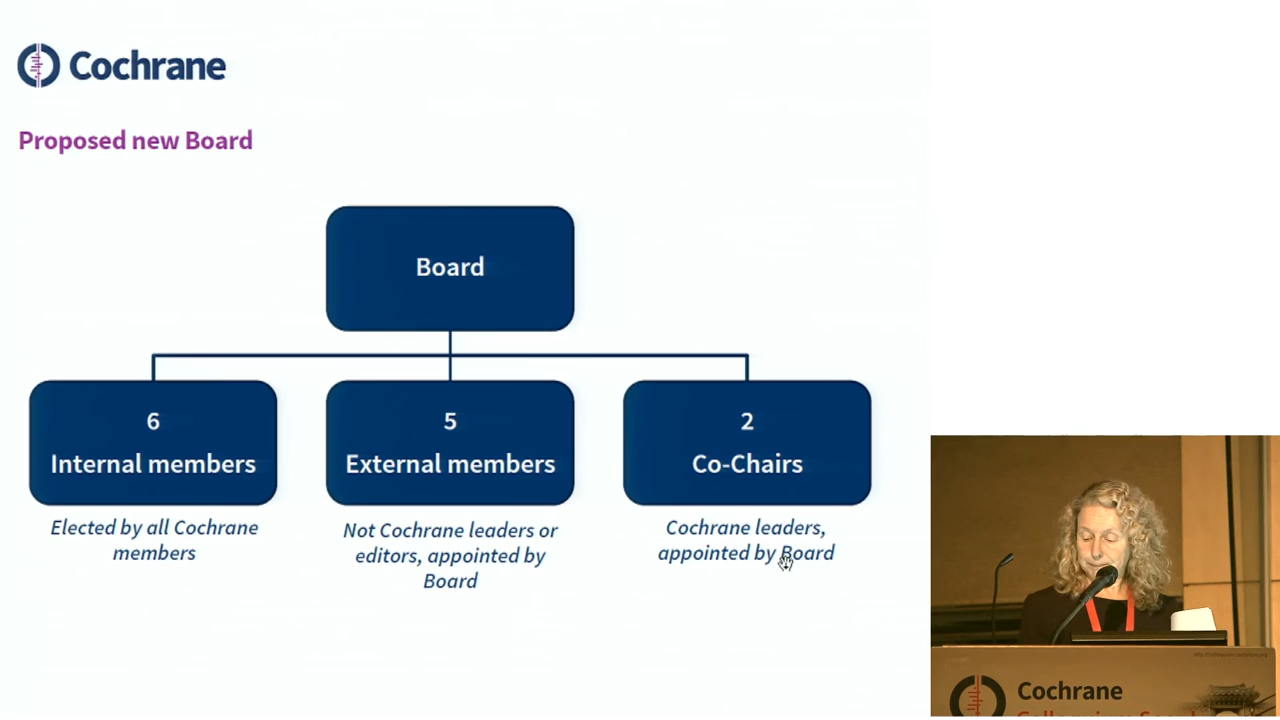 Cochrane
Proposed new Board
Board
6
Internal members
5
External members
2
Co-Chairs
Elected by all Cochrane
members
Not Cochrane leaders or
editors, appointed by
Board
Cochrane leaders,
appointed by Board
Cochrane